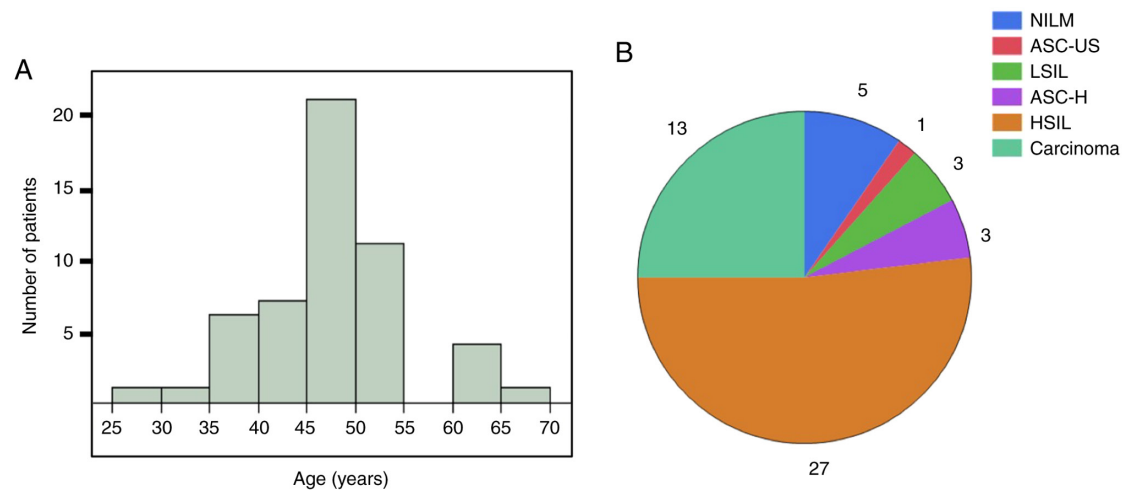 A
Number of patients
20
15
10
5
25 30 35 40 45 50 55 60 65 70
Age (years)
B
NILM
ASC-US
LSIL
ASC-H
HSIL
Carcinoma
5
1
3
3
27
13